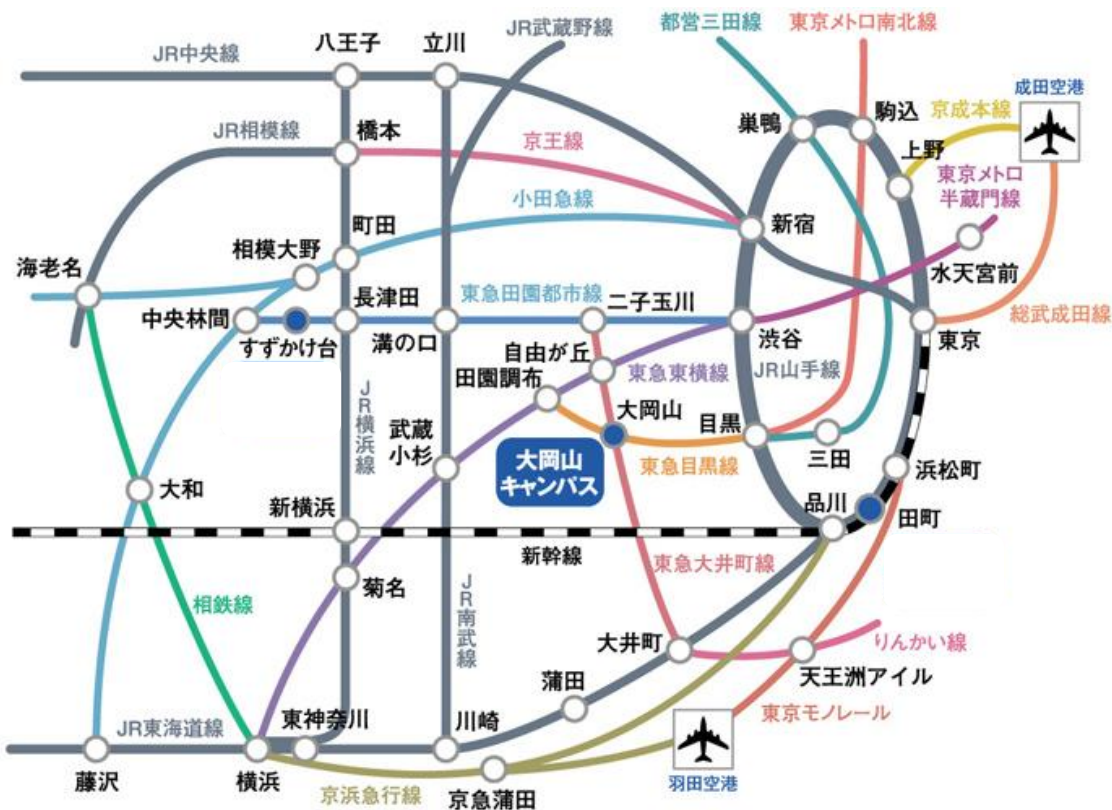 JR中央線
八王子
立川
JR武蔵野線
都営三田線
東京メトロ南北線
成田空港
京成本線
巣鴨
駒込
上野
JR相模線
橋本
京王線
東京メトロ
半蔵門線
小田急線
町田
新宿
相模大野
水天宮前
海老名
中央林間
すずかけ台
長津田
東急田園都市線
溝の口
二子玉川
渋谷
東京
総武成田線
自由が丘
東急東横線
JR山手線
田園調布
大岡山
目黒
三田
東急目黒線
大岡山
キャンパス
JR横浜線
武蔵
小杉
浜松町
品川
田町
大和
新横浜
新幹線
東急大井町線
菊名
相鉄線
JR南武線
大井町
りんかい線
天王洲アイル
蒲田
東京モノレール
JR東海道線
東神奈川
川崎
藤沢
横浜
京浜急行線
京急蒲田
羽田空港